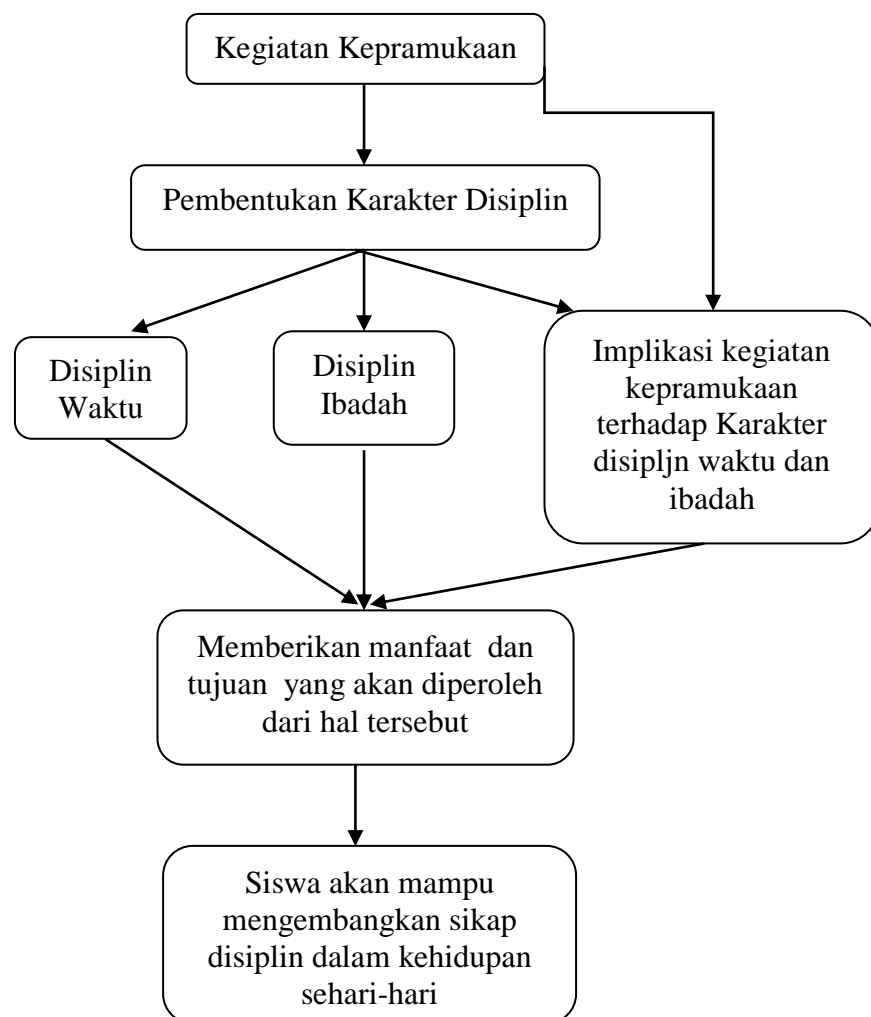 Kegiatan Kepramukaan
Pembentukan Karakter Disiplin
Disiplin
Waktu
Disiplin
Ibadah
Implikasi kegiatan
kepramukaan
terhadap Karakter
disipljn waktu dan
ibadah
Memberikan manfaat dan
tujuan yang akan diperoleh
dari hal tersebut
Siswa akan mampu
mengembangkan sikap
disiplin dalam kehidupan
sehari-hari